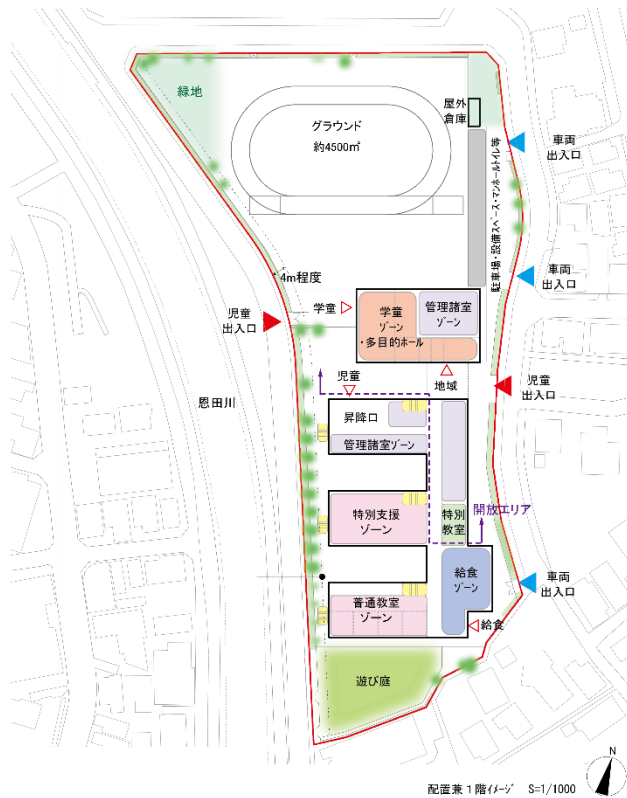 緑地
グラウンド
約4500㎡
屋外
倉庫
車両
出入口
駐車場・設備スペース・マンホールトイレ等
車両
出入口
4m程度
児童
出入口
学童
学童
ゾーン
・多目的ホール
管理諸室
ゾーン
児童
地域
児童
出入口
恩田川
昇降口
管理諸室ゾーン
特別支援
ゾーン
特別
教室
開放エリア
給食
ゾーン
車両
出入口
普通教室
ゾーン
給食
遊び庭
N
配置兼1階イメージ S=1/1000